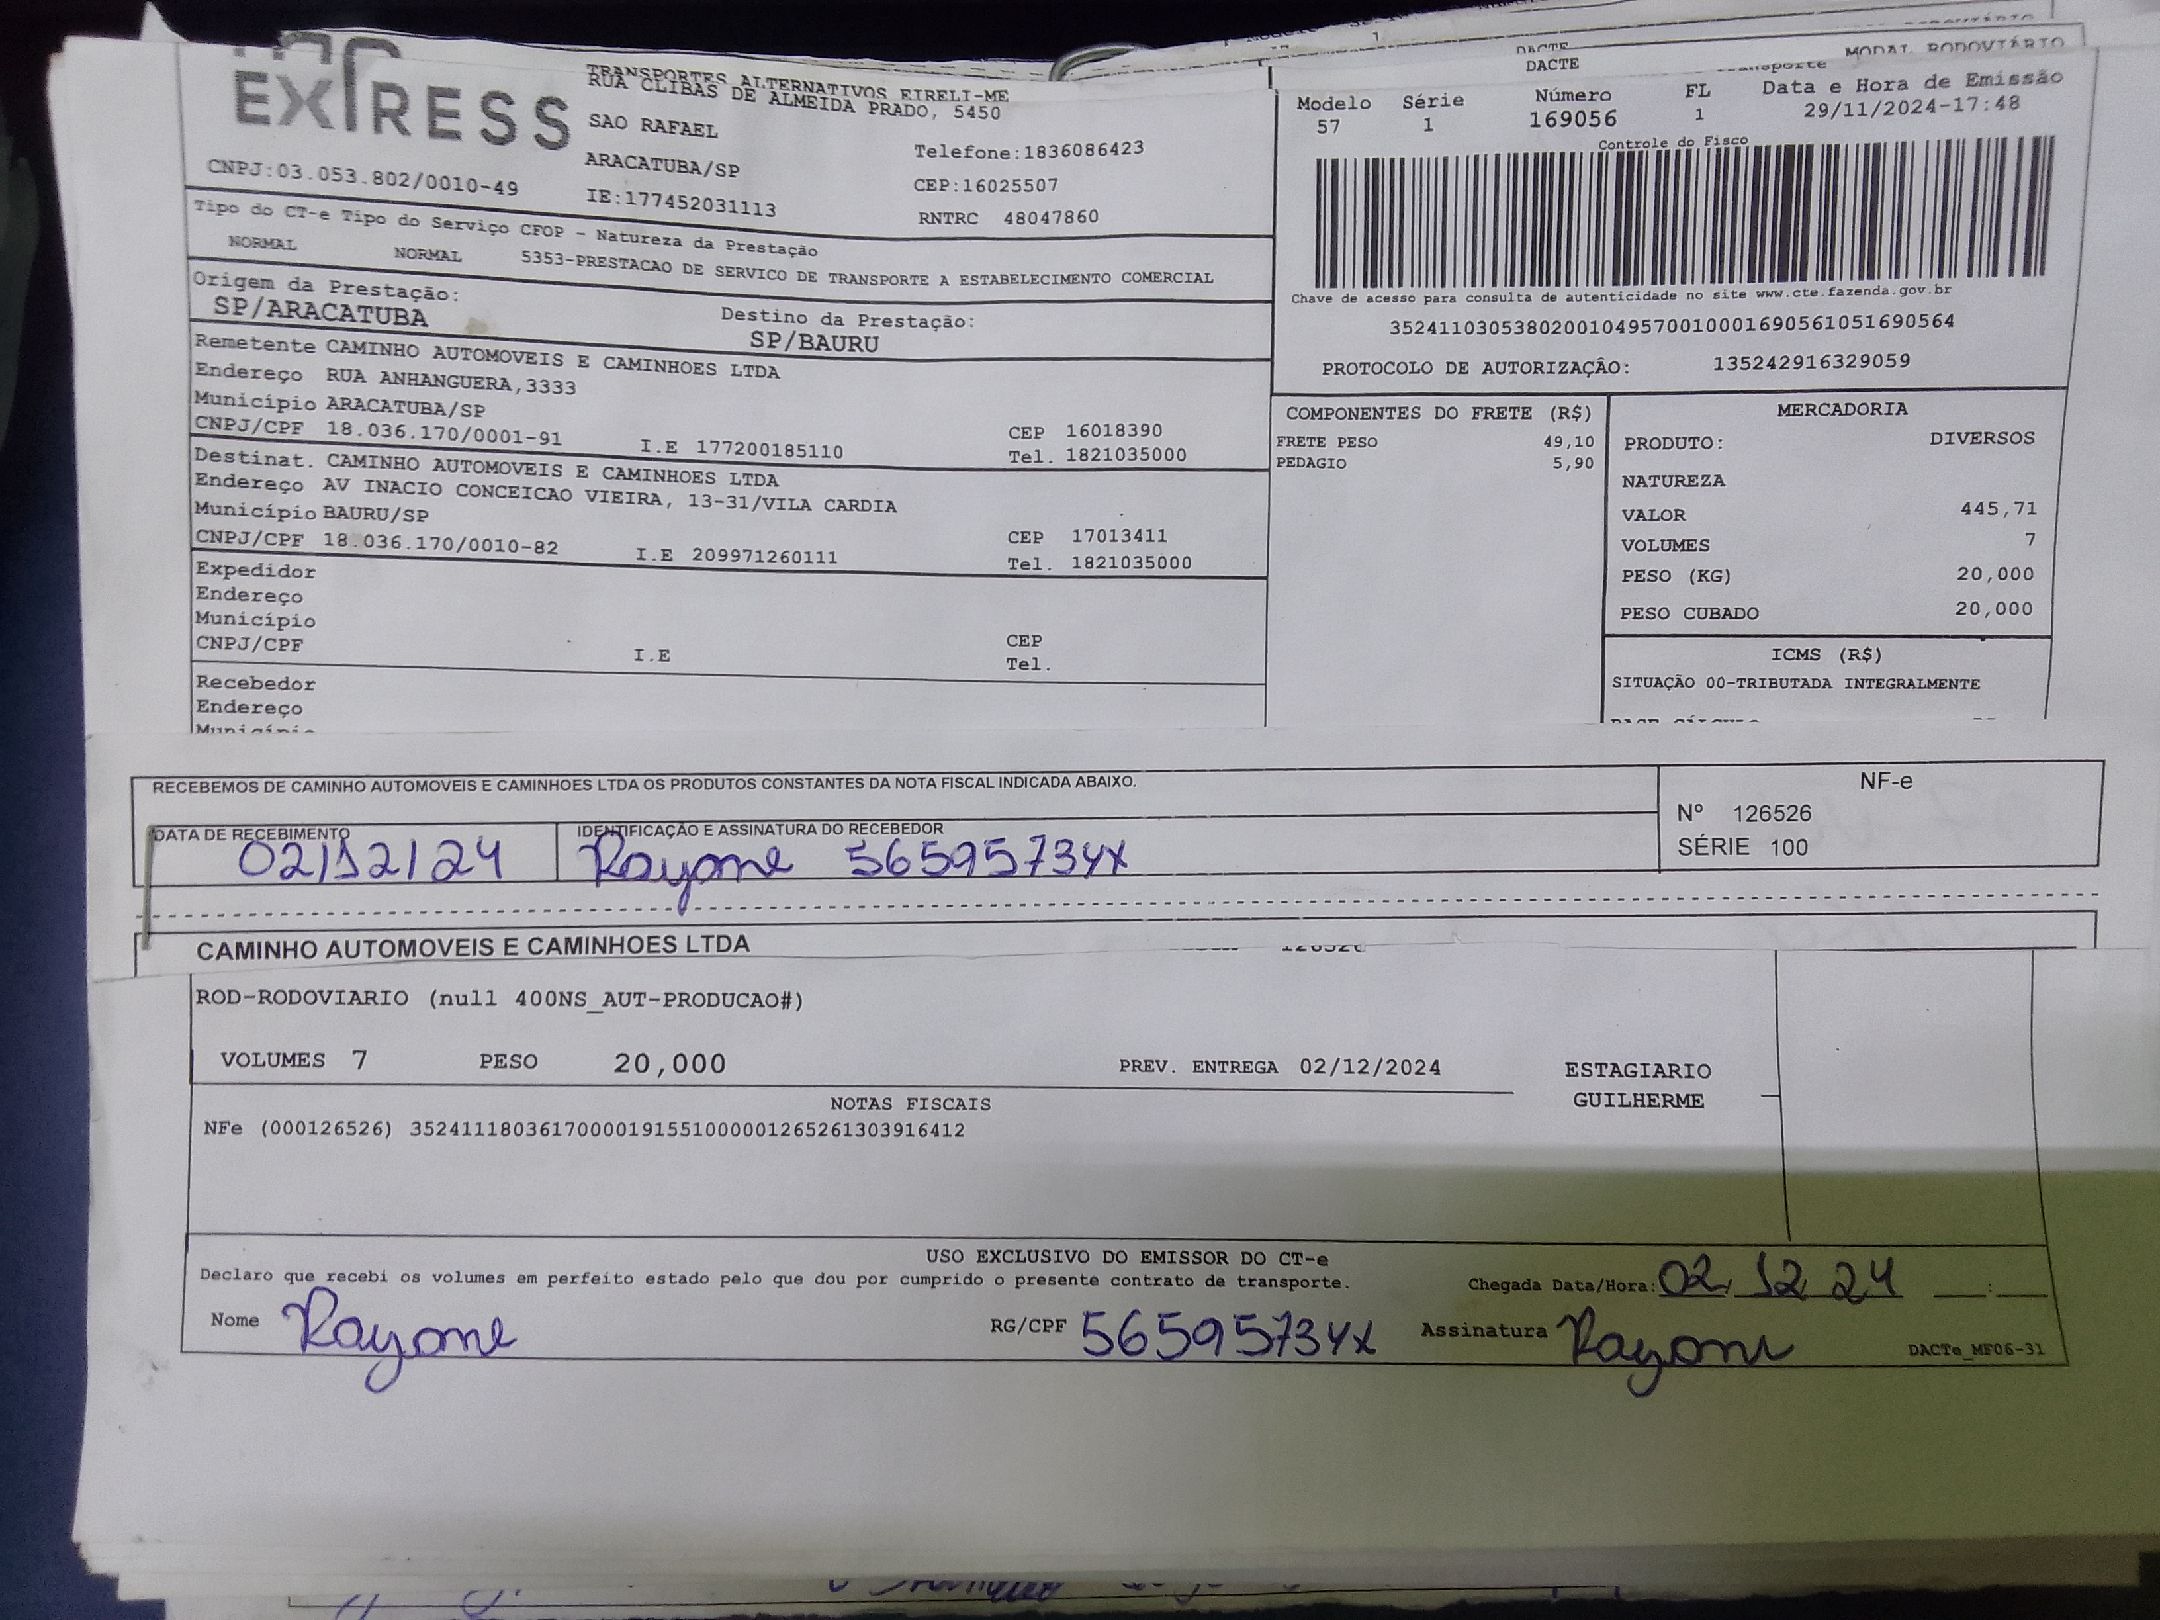 EXPRESS
TRANSPORTES ALTERNATIVOS EIRELI-ME
RUA CLIBAS DE ALMEIDA PRADO, 5450
SAO RAFAEL
ARACATUBA/SP
Telefone:1836086423
CEP:16025507
CNPJ:03.053.802/0010-49
IE:177452031113
RNTRC 48047860
DACTE
DACTE
MODAL RODOVIÁRIO
Modelo Série Número FL Data e Hora de Emissão
57 1 169056 1 29/11/2024-17:48
Controle do Fisco
Chave de acesso para consulta de autenticidade no site www.cte.fazenda.gov.br
35241103053802001049570010001690561051690564
PROTOCOLO DE AUTORIZAÇÃO: 135242916329059
Tipo do CT-e Tipo do Serviço CFOP - Natureza da Prestação
NORMAL NORMAL 5353-PRESTACAO DE SERVICO DE TRANSPORTE A ESTABELECIMENTO COMERCIAL
Origem da Prestação: Destino da Prestação:
SP/ARACATUBA SP/BAURU
Remetente CAMINHO AUTOMOVEIS E CAMINHOES LTDA
Endereço RUA ANHANGUERA,3333
Município ARACATUBA/SP CEP 16018390
CNPJ/CPF 18.036.170/0001-91 I.E 177200185110 Tel. 1821035000
Destinat. CAMINHO AUTOMOVEIS E CAMINHOES LTDA
Endereço AV INACIO CONCEICAO VIEIRA, 13-31/VILA CARDIA
Município BAURU/SP CEP 17013411
CNPJ/CPF 18.036.170/0010-82 I.E 209971260111 Tel. 1821035000
Expedidor
Endereço
Município CEP
CNPJ/CPF I.E Tel.
Recebedor
Endereço
Município
COMPONENTES DO FRETE (R$)
FRETE PESO 49,10
PEDAGIO 5,90
MERCADORIA
PRODUTO: DIVERSOS
NATUREZA
VALOR 445,71
VOLUMES 7
PESO (KG) 20,000
PESO CUBADO 20,000
ICMS (R$)
SITUAÇÃO 00-TRIBUTADA INTEGRALMENTE
RECEBEMOS DE CAMINHO AUTOMOVEIS E CAMINHOES LTDA OS PRODUTOS CONSTANTES DA NOTA FISCAL INDICADA ABAIXO.
DATA DE RECEBIMENTO IDENTIFICAÇÃO E ASSINATURA DO RECEBEDOR
02/12/24 Rayane 56595734x
NF-e
Nº 126526
SÉRIE 100
CAMINHO AUTOMOVEIS E CAMINHOES LTDA
ROD-RODOVIARIO (null 400NS_AUT-PRODUCAO#)
VOLUMES 7 PESO 20,000 PREV. ENTREGA 02/12/2024
ESTAGIARIO
GUILHERME
NOTAS FISCAIS
NFe (000126526) 35241118036170000191551000001265261303916412
USO EXCLUSIVO DO EMISSOR DO CT-e
Declaro que recebi os volumes em perfeito estado pelo que dou por cumprido o presente contrato de transporte. Chegada Data/Hora: 02 12 24 :
Nome Rayane RG/CPF 56595734x Assinatura Rayane
DACTe_MF06-31